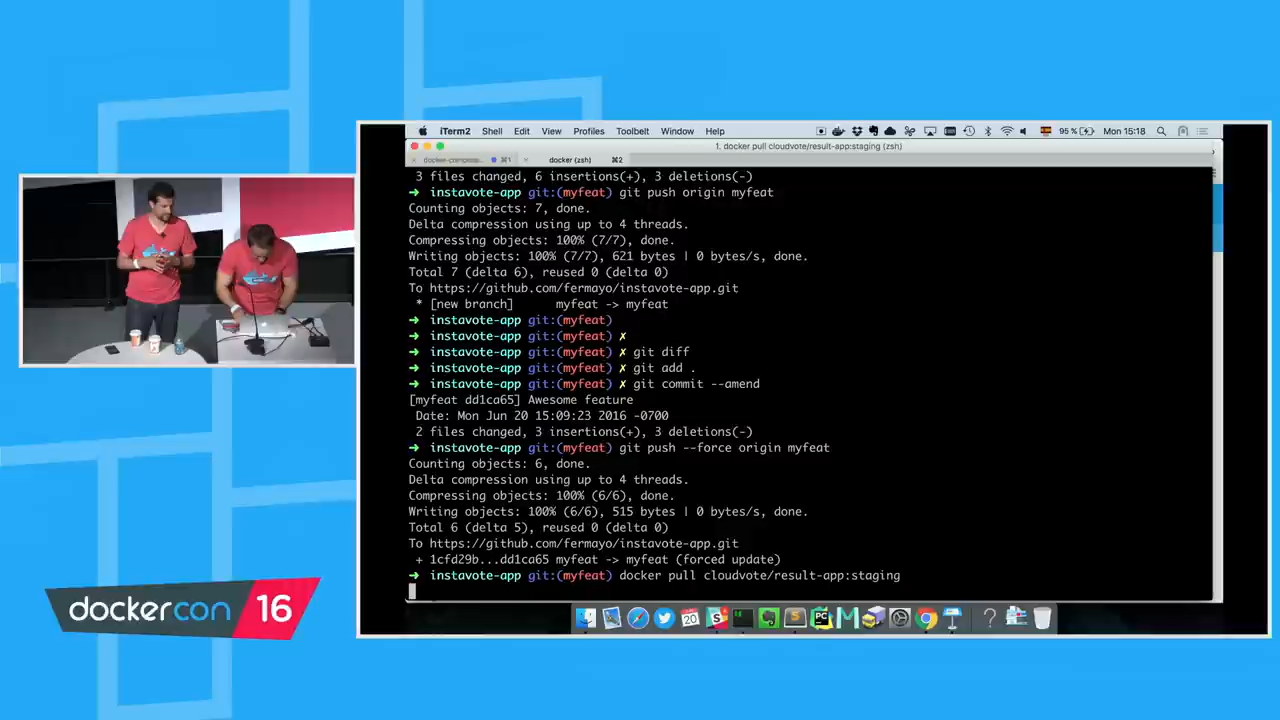 iTerm2 Shell Edit View Profiles Toolbelt Window Help 95% Mon 15:18
1. docker pull cloudvote/result-app:staging (zsh)
docker (zsh) ⌘2
3 files changed, 6 insertions(+), 3 deletions(-)
➜ instavote-app git:(myfeat) git push origin myfeat
Counting objects: 7, done.
Delta compression using up to 4 threads.
Compressing objects: 100% (7/7), done.
Writing objects: 100% (7/7), 621 bytes | 0 bytes/s, done.
Total 7 (delta 6), reused 0 (delta 0)
To https://github.com/fermayo/instavote-app.git
* [new branch] myfeat -> myfeat
➜ instavote-app git:(myfeat)
➜ instavote-app git:(myfeat) ✗
➜ instavote-app git:(myfeat) ✗ git diff
➜ instavote-app git:(myfeat) ✗ git add .
➜ instavote-app git:(myfeat) ✗ git commit --amend
[myfeat dd1ca65] Awesome feature
Date: Mon Jun 20 15:09:23 2016 -0700
2 files changed, 3 insertions(+), 3 deletions(-)
➜ instavote-app git:(myfeat) git push --force origin myfeat
Counting objects: 6, done.
Delta compression using up to 4 threads.
Compressing objects: 100% (6/6), done.
Writing objects: 100% (6/6), 515 bytes | 0 bytes/s, done.
Total 6 (delta 5), reused 0 (delta 0)
To https://github.com/fermayo/instavote-app.git
+ 1cfd29b...dd1ca65 myfeat -> myfeat (forced update)
➜ instavote-app git:(myfeat) docker pull cloudvote/result-app:staging
dockercon 16